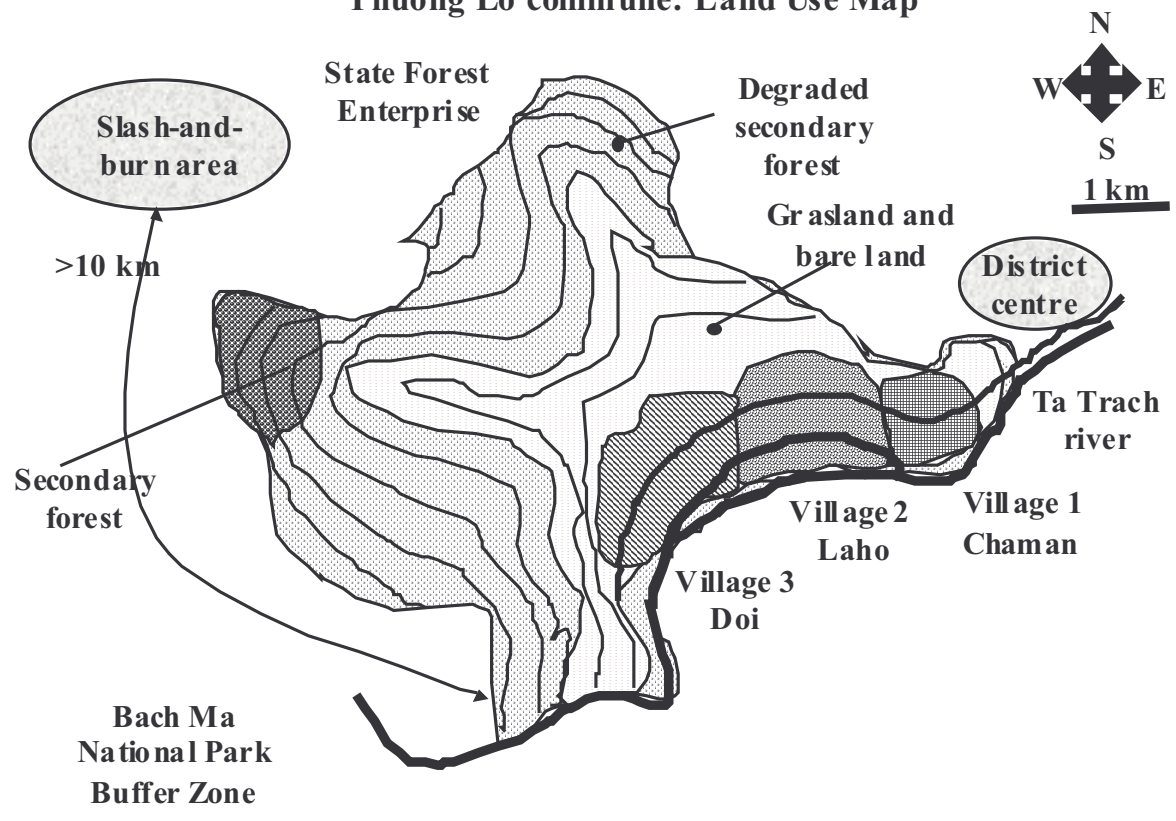 Thuong Lo commune: Land Use Map
N
W E
S
1 km
State Forest
Enterprise
Degraded
secondary
forest
Slash-and-
burn area
Grasland and
bare land
>10 km
District
centre
Ta Trach
river
Secondary
forest
Village 1
Chaman
Village 2
Laho
Village 3
Doi
Bach Ma
National Park
Buffer Zone